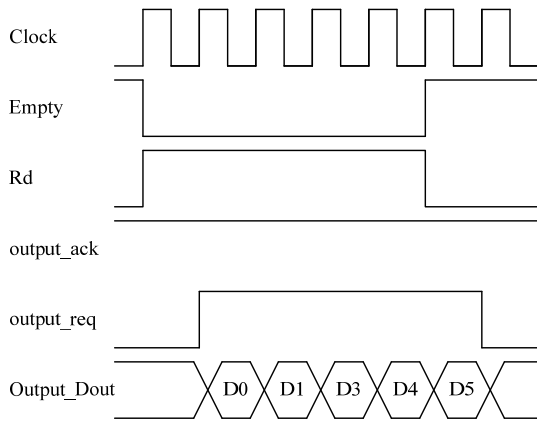 Clock
Empty
Rd
output_ack
output_req
Output_Dout D0 D1 D3 D4 D5